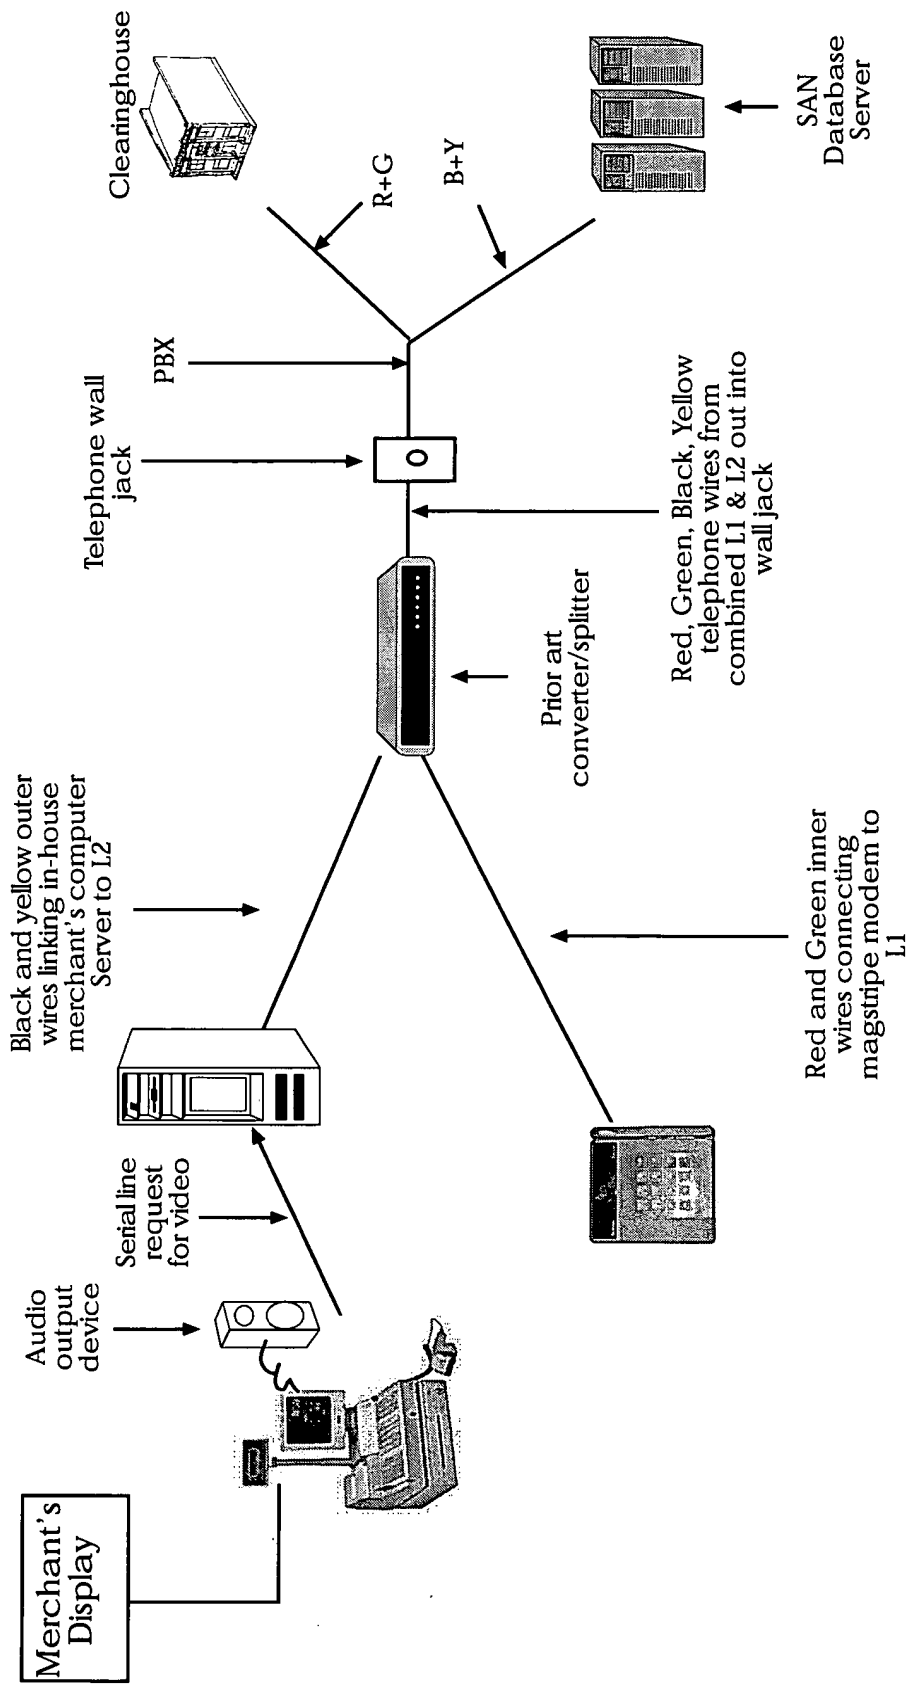 Merchant's
Display
Audio
output
device
Serial line
request
for video
Black and yellow outer
wires linking in-house
merchant's computer
Server to L2
Telephone wall
jack
PBX
Clearinghouse
R+G
B+Y
SAN
Database
Server
Red, Green, Black, Yellow
telephone wires from
combined L1 & L2 out into
wall jack
Prior art
converter/splitter
Red and Green inner
wires connecting
magstripe modem to
L1